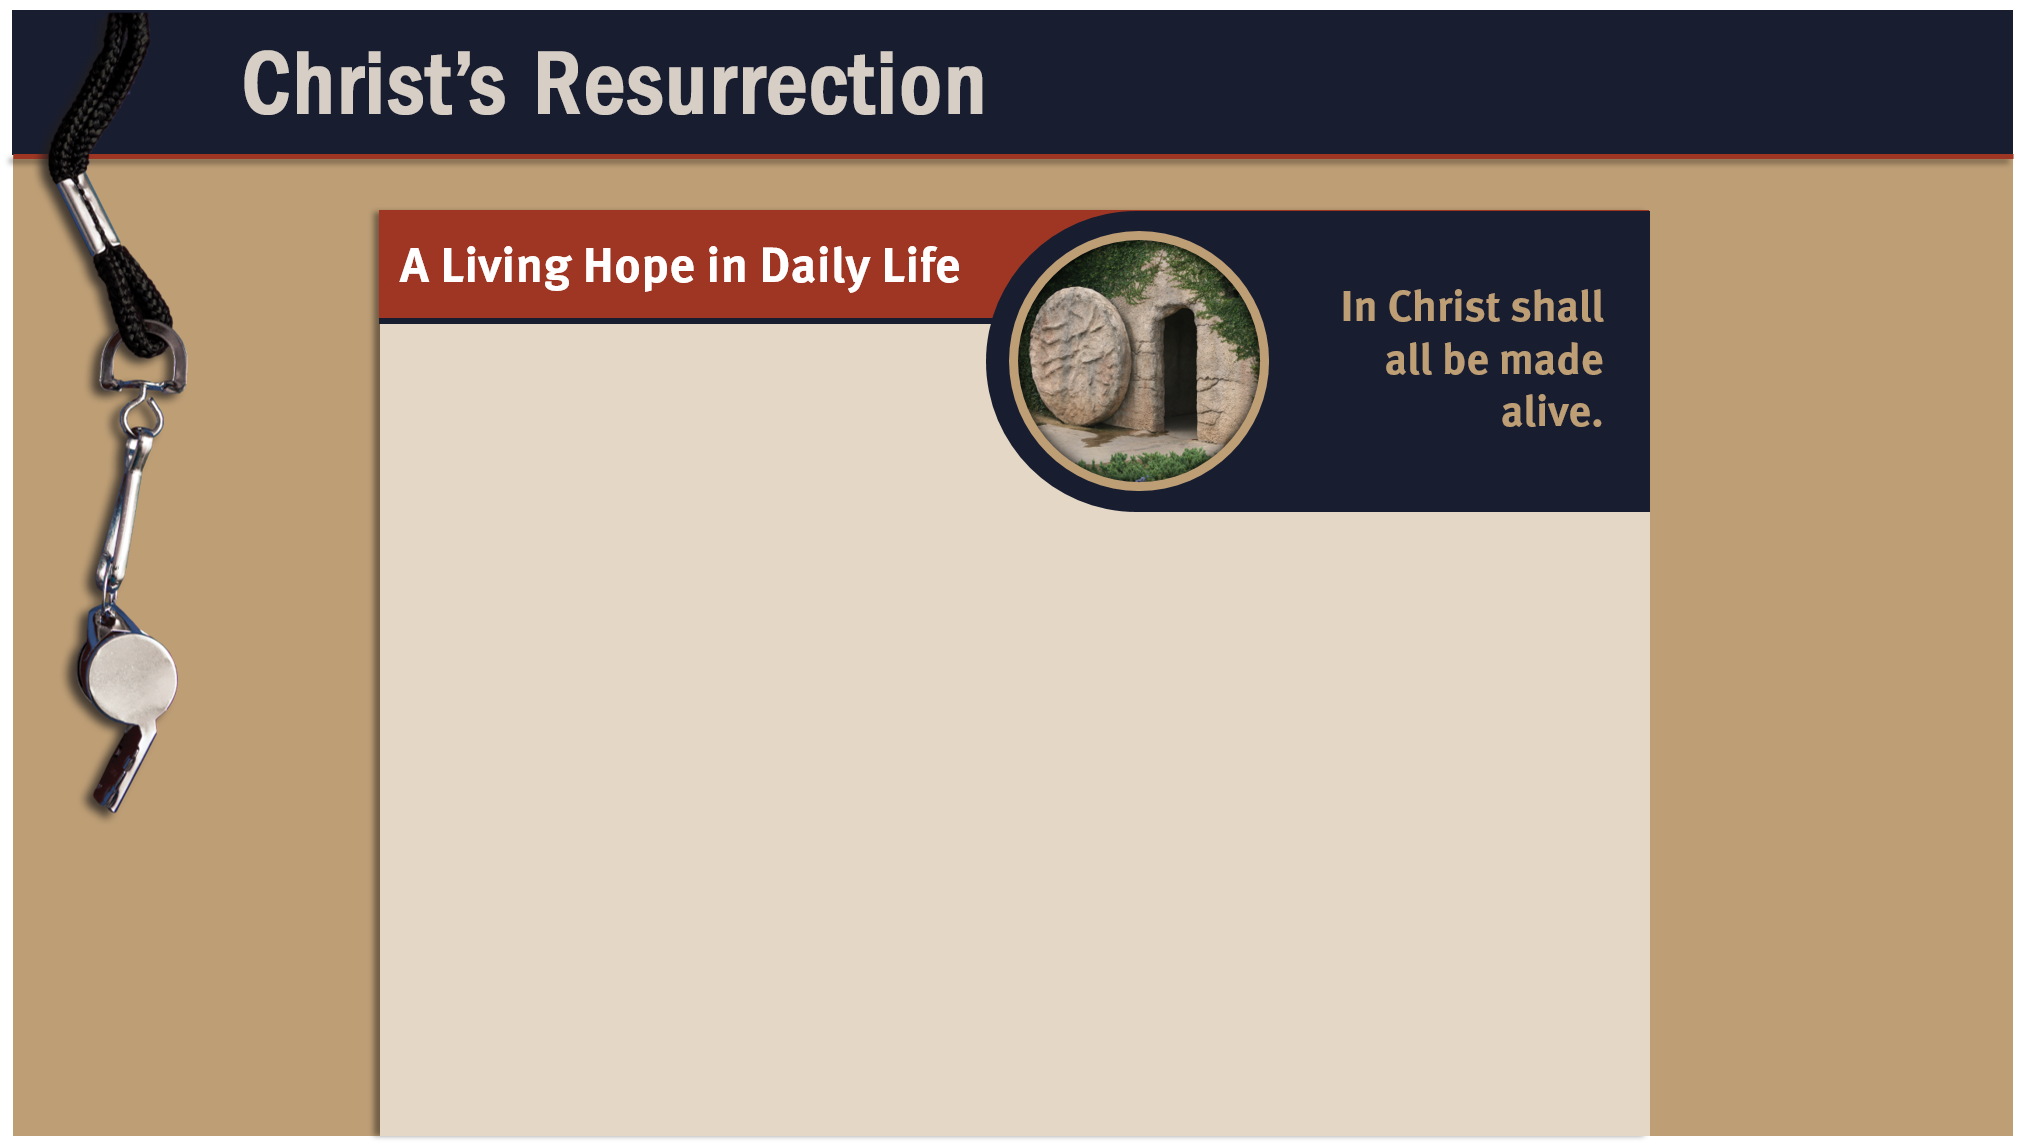 Christ’s Resurrection
A Living Hope in Daily Life
In Christ shall
all be made
alive.